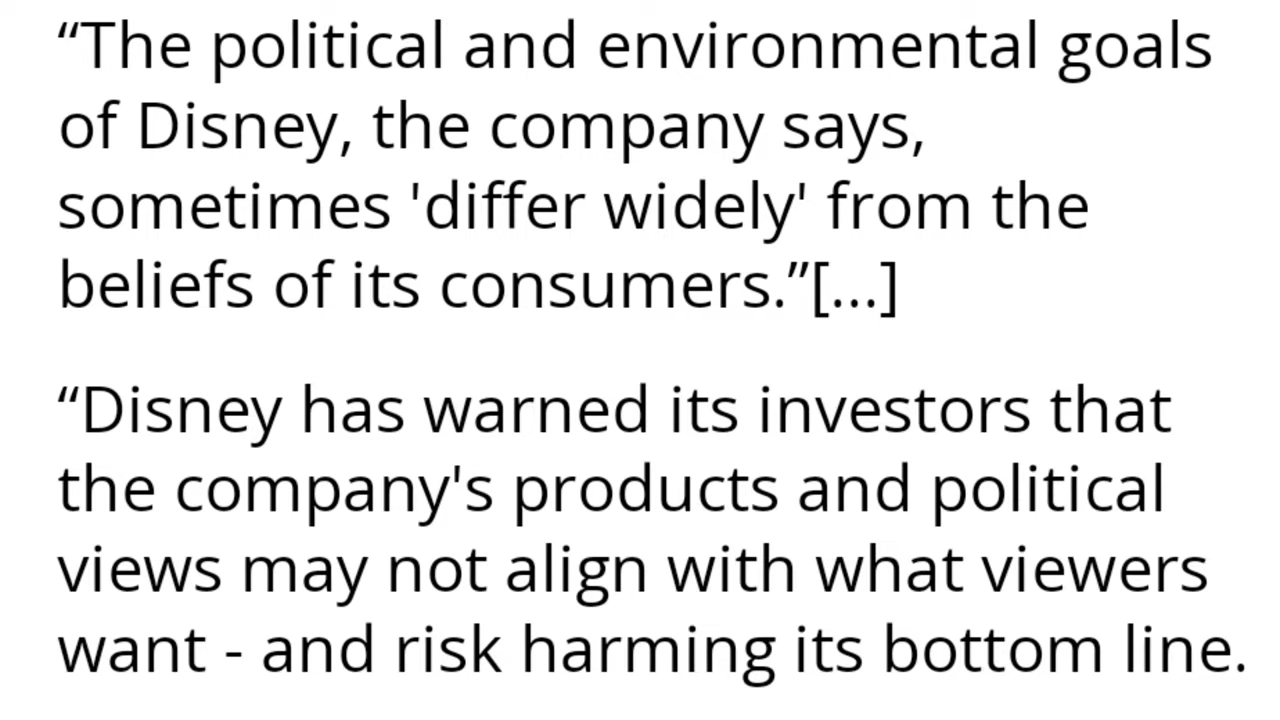 “The political and environmental goals
of Disney, the company says,
sometimes 'differ widely' from the
beliefs of its consumers.”[...]
“Disney has warned its investors that
the company's products and political
views may not align with what viewers
want - and risk harming its bottom line.